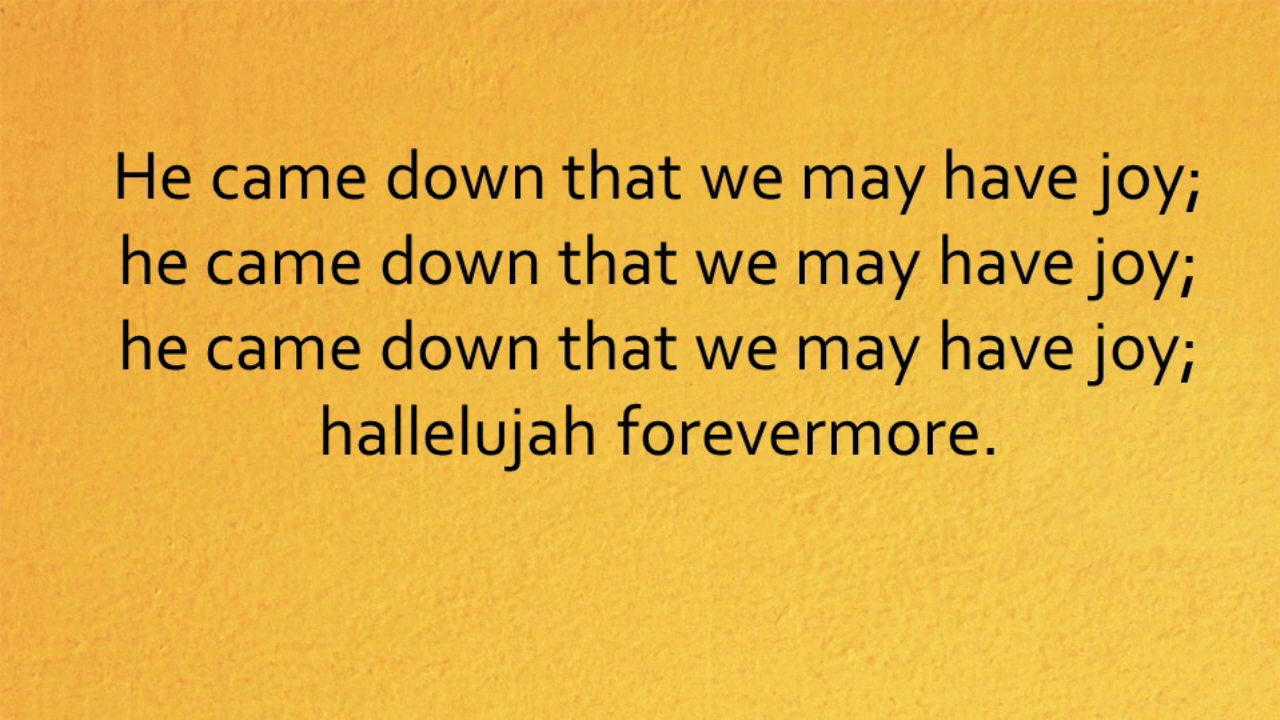 He came down that we may have joy;
he came down that we may have joy;
he came down that we may have joy;
hallelujah forevermore.